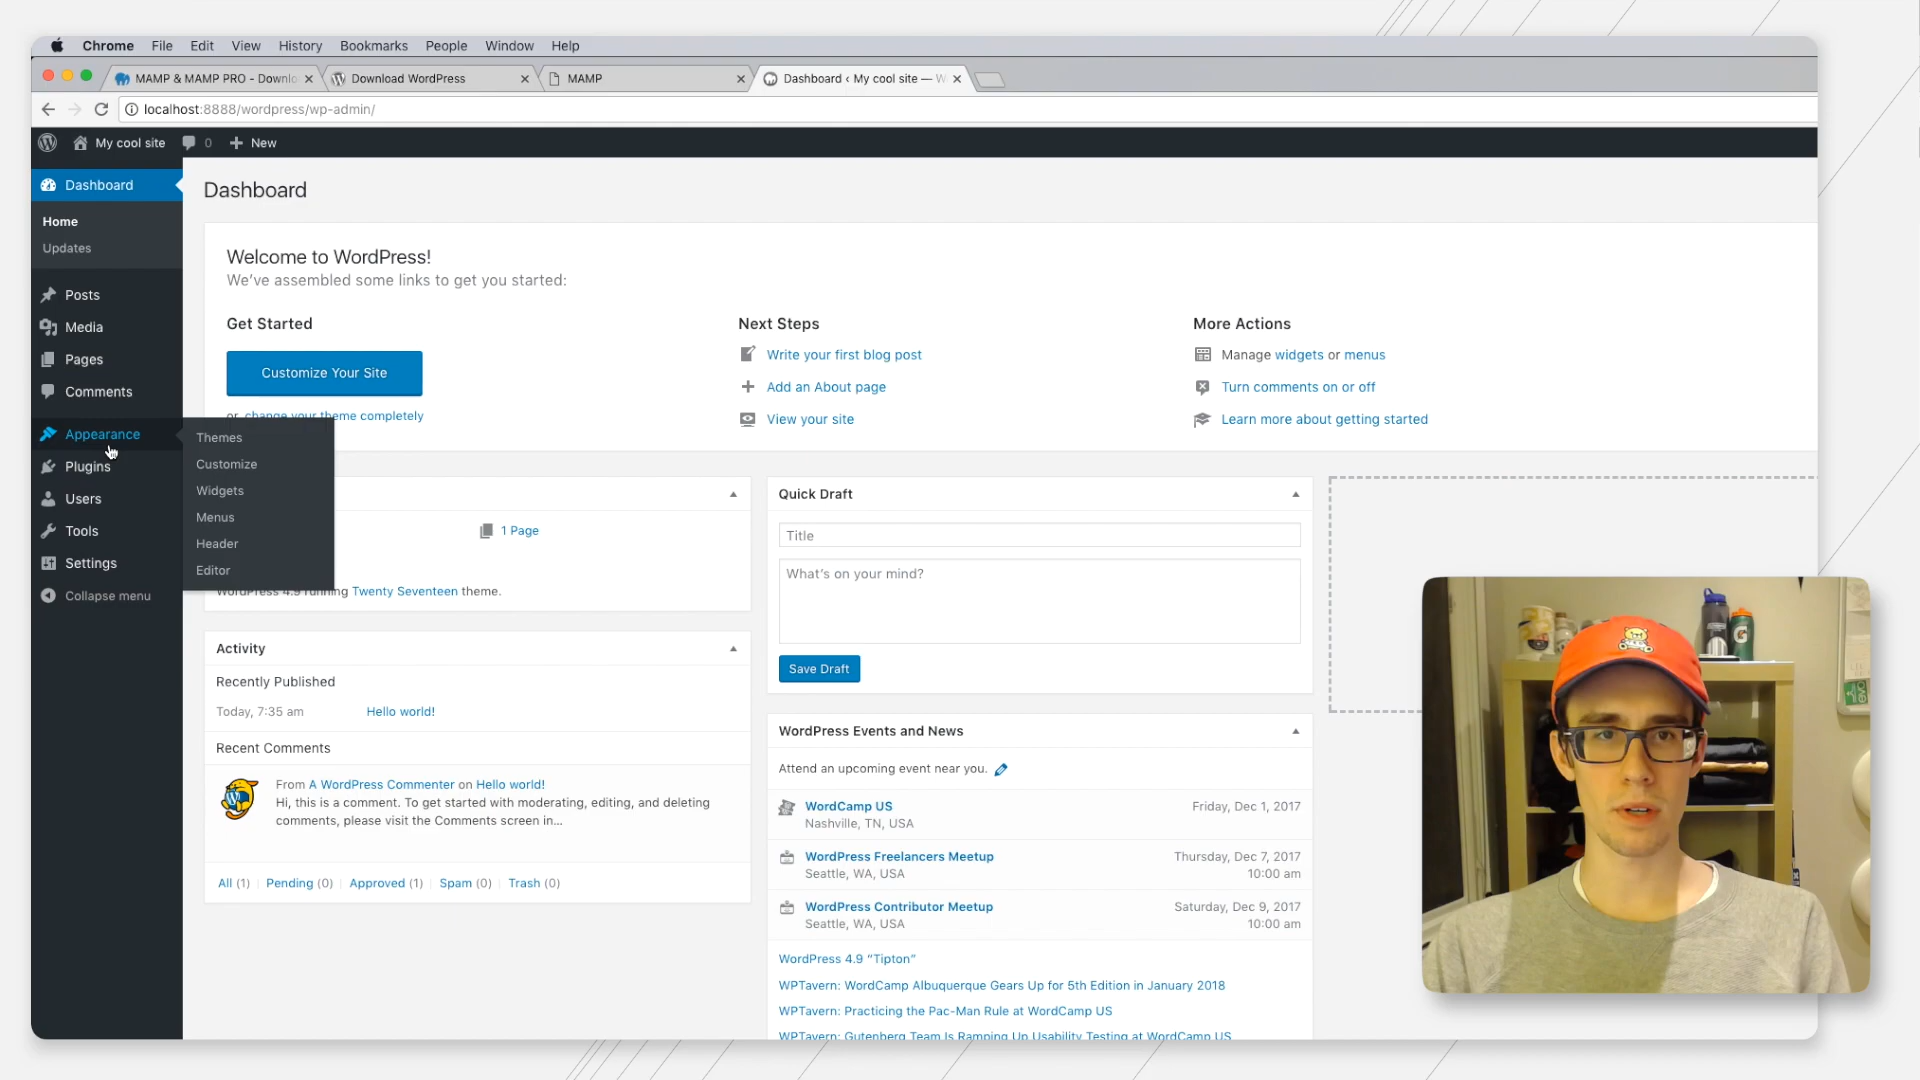 Chrome File Edit View History Bookmarks People Window Help
MAMP & MAMP PRO - Downlo
Download WordPress
MAMP
Dashboard ‹ My cool site — W
localhost:8888/wordpress/wp-admin/
My cool site 0 New
Dashboard
Home
Updates
Posts
Media
Pages
Comments
Appearance
Plugins
Users
Tools
Settings
Collapse menu
Themes
Customize
Widgets
Menus
Header
Editor
Dashboard
Welcome to WordPress!
We've assembled some links to get you started:
Get Started
Customize Your Site
or, change your theme completely
Next Steps
Write your first blog post
Add an About page
View your site
More Actions
Manage widgets or menus
Turn comments on or off
Learn more about getting started
1 Page
WordPress 4.9 running Twenty Seventeen theme.
Activity
Recently Published
Today, 7:35 am Hello world!
Recent Comments
From A WordPress Commenter on Hello world!
Hi, this is a comment. To get started with moderating, editing, and deleting
comments, please visit the Comments screen in…
All (1) | Pending (0) | Approved (1) | Spam (0) | Trash (0)
Quick Draft
Title
What's on your mind?
Save Draft
WordPress Events and News
Attend an upcoming event near you.
WordCamp US Friday, Dec 1, 2017
Nashville, TN, USA
WordPress Freelancers Meetup Thursday, Dec 7, 2017
Seattle, WA, USA 10:00 am
WordPress Contributor Meetup Saturday, Dec 9, 2017
Seattle, WA, USA 10:00 am
WordPress 4.9 "Tipton"
WPTavern: WordCamp Albuquerque Gears Up for 5th Edition in January 2018
WPTavern: Practicing the Pac-Man Rule at WordCamp US
WPTavern: Gutenberg Team Is Ramping Up Usability Testing at WordCamp US